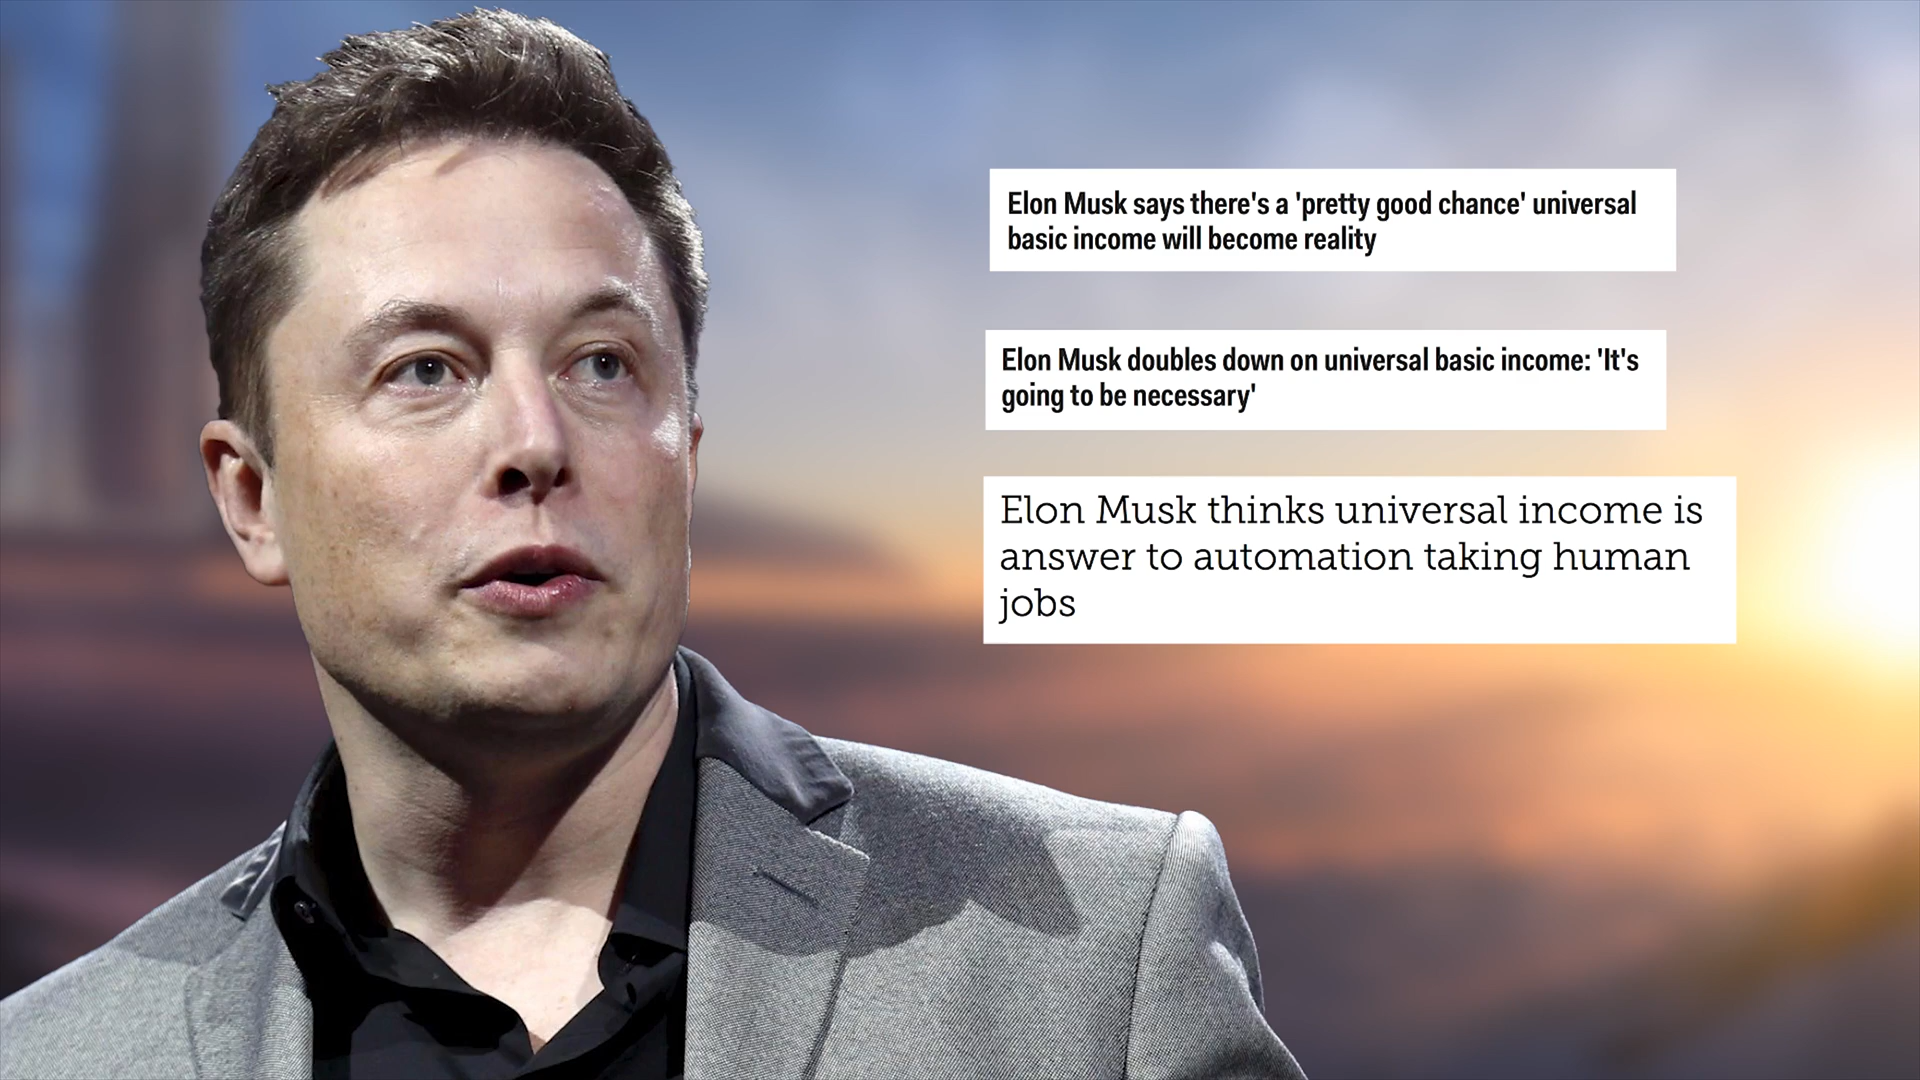 Elon Musk says there's a 'pretty good chance' universal
basic income will become reality
Elon Musk doubles down on universal basic income: 'It's
going to be necessary'
Elon Musk thinks universal income is
answer to automation taking human
jobs